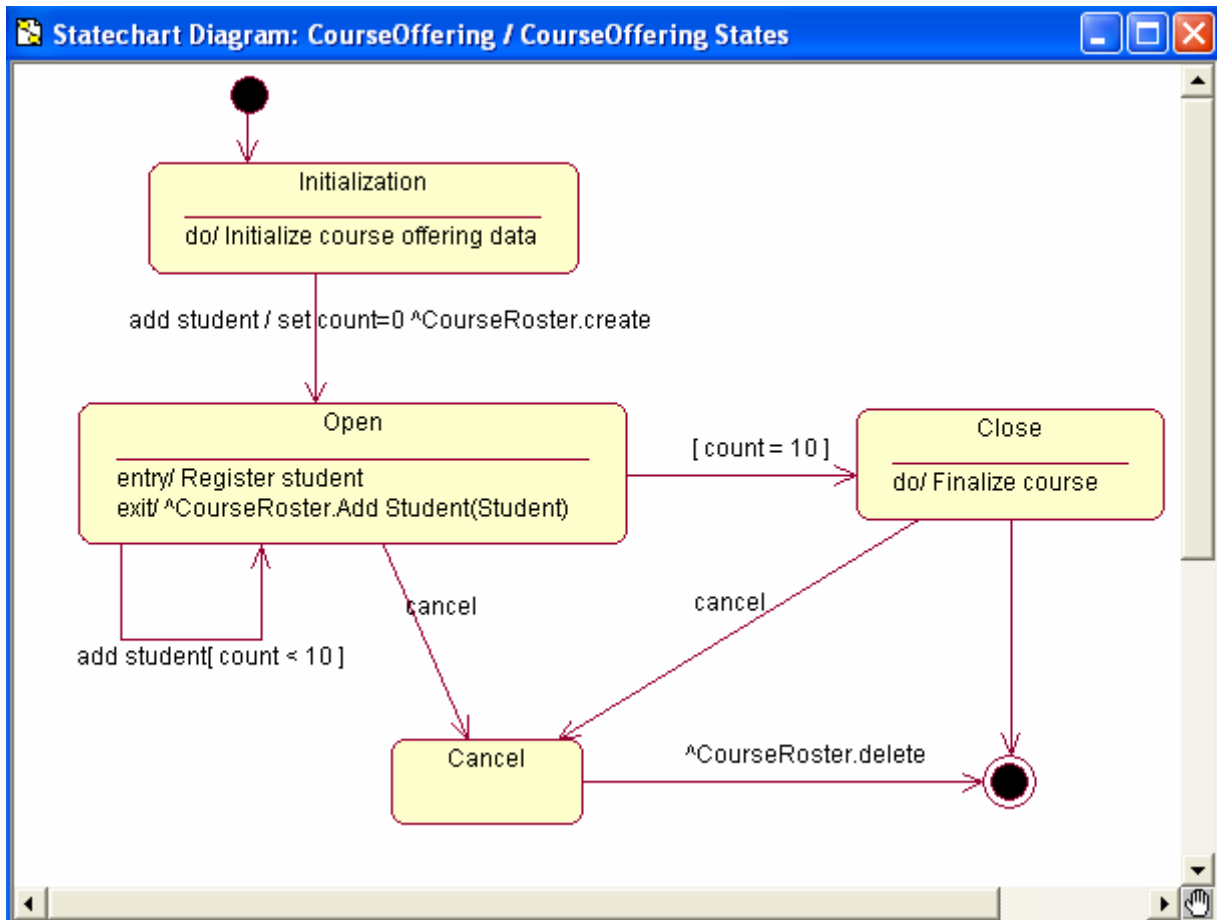 Statechart Diagram: CourseOffering / CourseOffering States
Initialization
do/ Initialize course offering data
add student / set count=0 ^CourseRoster.create
Open
entry/ Register student
exit/ ^CourseRoster.Add Student(Student)
[ count = 10 ]
Close
do/ Finalize course
add student[ count < 10 ]
cancel
cancel
Cancel
^CourseRoster.delete